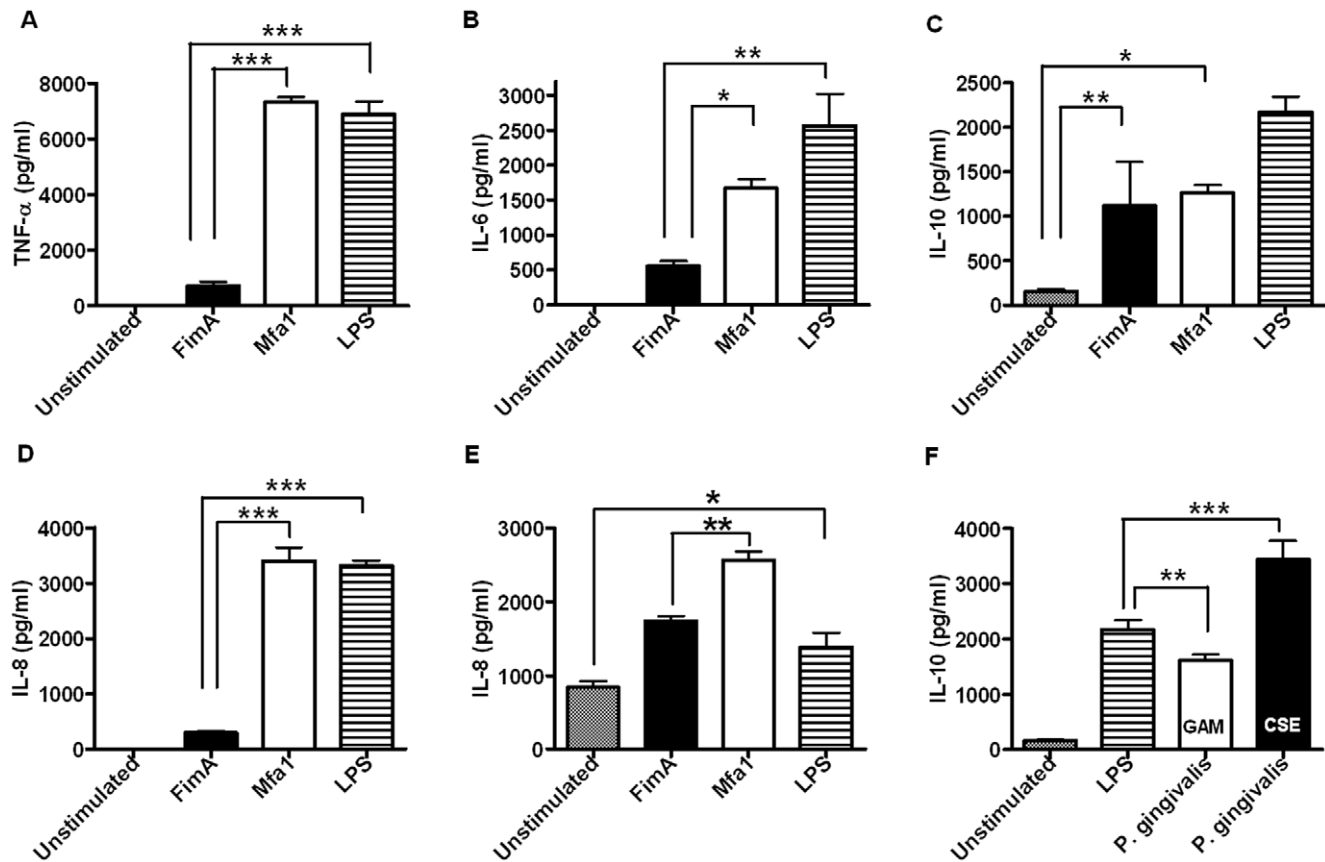 A
***
***
TNF-α (pg/ml)
8000
6000
4000
2000
0
Unstimulated
FimA
Mfa1
LPS
B
**
*
IL-6 (pg/ml)
3000
2500
2000
1500
1000
500
0
Unstimulated
FimA
Mfa1
LPS
C
*
**
IL-10 (pg/ml)
2500
2000
1500
1000
500
0
Unstimulated
FimA
Mfa1
LPS
D
***
***
IL-8 (pg/ml)
4000
3000
2000
1000
0
Unstimulated
FimA
Mfa1
LPS
E
*
**
IL-8 (pg/ml)
3000
2000
1000
0
Unstimulated
FimA
Mfa1
LPS
F
***
**
IL-10 (pg/ml)
4000
3000
2000
1000
0
GAM
CSE
Unstimulated
LPS
P. gingivalis
P. gingivalis